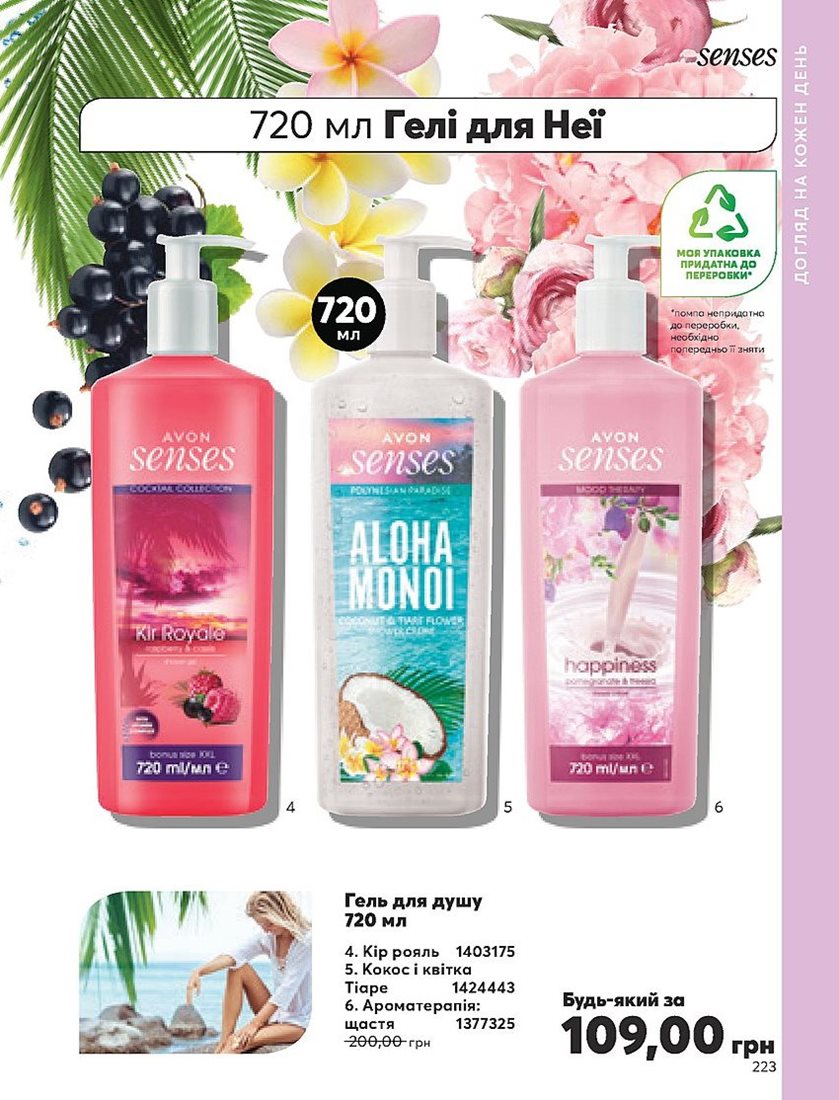 senses
ДОГЛЯД НА КОЖЕН ДЕНЬ
720 мл Гелі для Неї
МОЯ УПАКОВКА
ПРИДАТНА ДО
ПЕРЕРОБКИ*
*помпа непридатна
до переробки,
необхідно
попередньо її зняти
720
МЛ
AVON
senses
COCKTAIL COLLECTION
Kir Royale
raspberry & cassis
shower gel
bonus size XXL
720 ml/мл e
4
AVON
senses
POLYNESIAN PARADISE
ALOHA
MONOI
COCONUT & TIARE FLOWER
SHOWER CRÈME
5
AVON
senses
MOOD THERAPY
happiness
pomegranate & freesia
bonus size XXL
720 ml/мл e
6
Гель для душу
720 мл
4. Кір рояль 1403175
5. Кокос і квітка
Тіаре 1424443
6. Ароматерапія:
щастя 1377325
200,00 грн
Будь-який за
109,00 грн
223